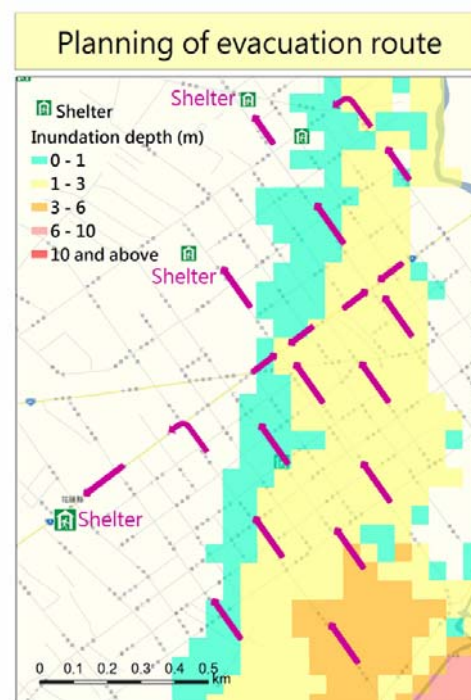 Planning of evacuation route
Shelter
Shelter
Inundation depth (m)
0 - 1
1 - 3
3 - 6
6 - 10
10 and above
Shelter
Shelter
0 0.1 0.2 0.3 0.4 0.5
km